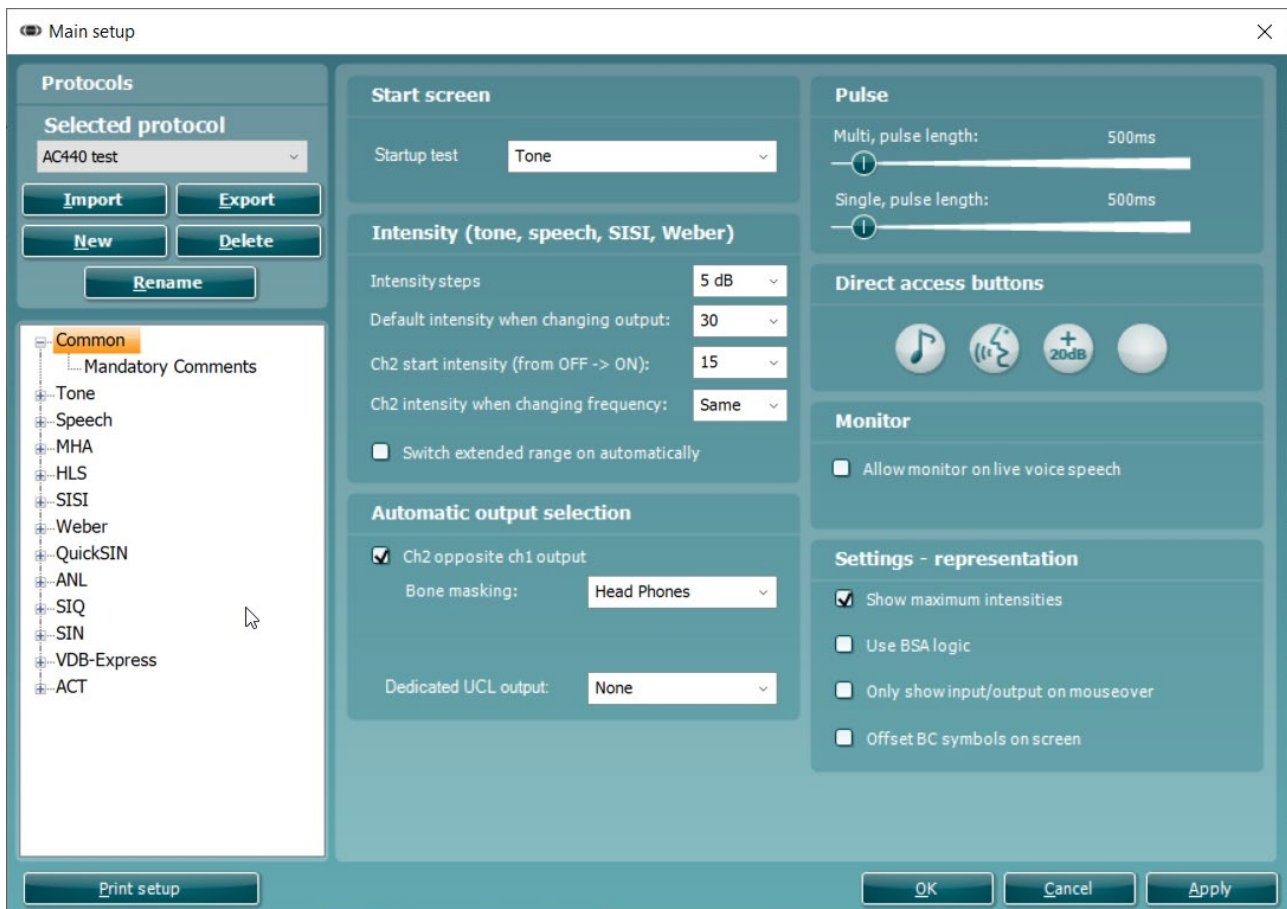 Main setup
Protocols
Selected protocol
AC440 test
Import
Export
New
Delete
Rename
Common
Mandatory Comments
Tone
Speech
MHA
HLS
SISI
Weber
QuickSIN
ANL
SIQ
SIN
VDB-Express
ACT
Print setup
Start screen
Startup test
Tone
Intensity (tone, speech, SISI, Weber)
Intensity steps
5 dB
Default intensity when changing output:
30
Ch2 start intensity (from OFF -> ON):
15
Ch2 intensity when changing frequency:
Same
Switch extended range on automatically
Automatic output selection
Ch2 opposite ch1 output
Bone masking:
Head Phones
Dedicated UCL output:
None
Pulse
Multi, pulse length:
500ms
Single, pulse length:
500ms
Direct access buttons
+
20dB
Monitor
Allow monitor on live voice speech
Settings - representation
Show maximum intensities
Use BSA logic
Only show input/output on mouseover
Offset BC symbols on screen
OK
Cancel
Apply